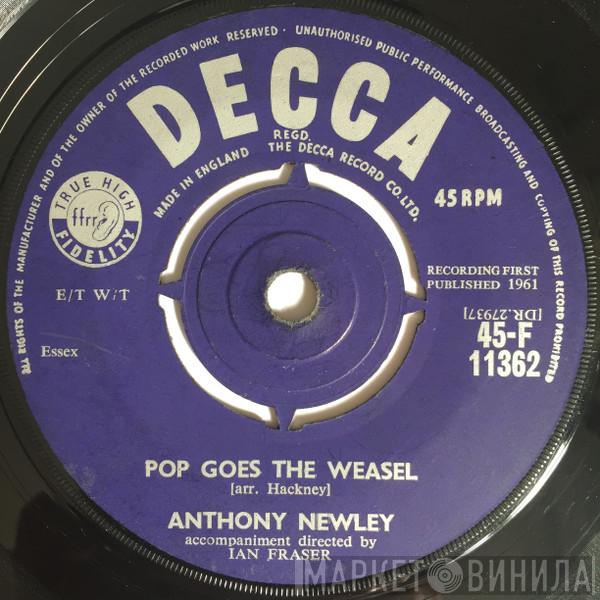 ALL RIGHTS OF THE MANUFACTURER AND OF THE OWNER OF THE RECORDED WORK RESERVED · UNAUTHORISED PUBLIC PERFORMANCE BROADCASTING AND COPYING OF THIS RECORD PROHIBITED
DECCA
REGD.
MADE IN ENGLAND
THE DECCA RECORD CO. LTD.
45 RPM
TRUE HIGH
ffrr
FIDELITY
RECORDING FIRST
PUBLISHED 1961
E/T W/T
[DR.27937]
45-F
11362
Essex
POP GOES THE WEASEL
[arr. Hackney]
ANTHONY NEWLEY
accompaniment directed by
IAN FRASER
МАРКЕТ ВИНИЛА